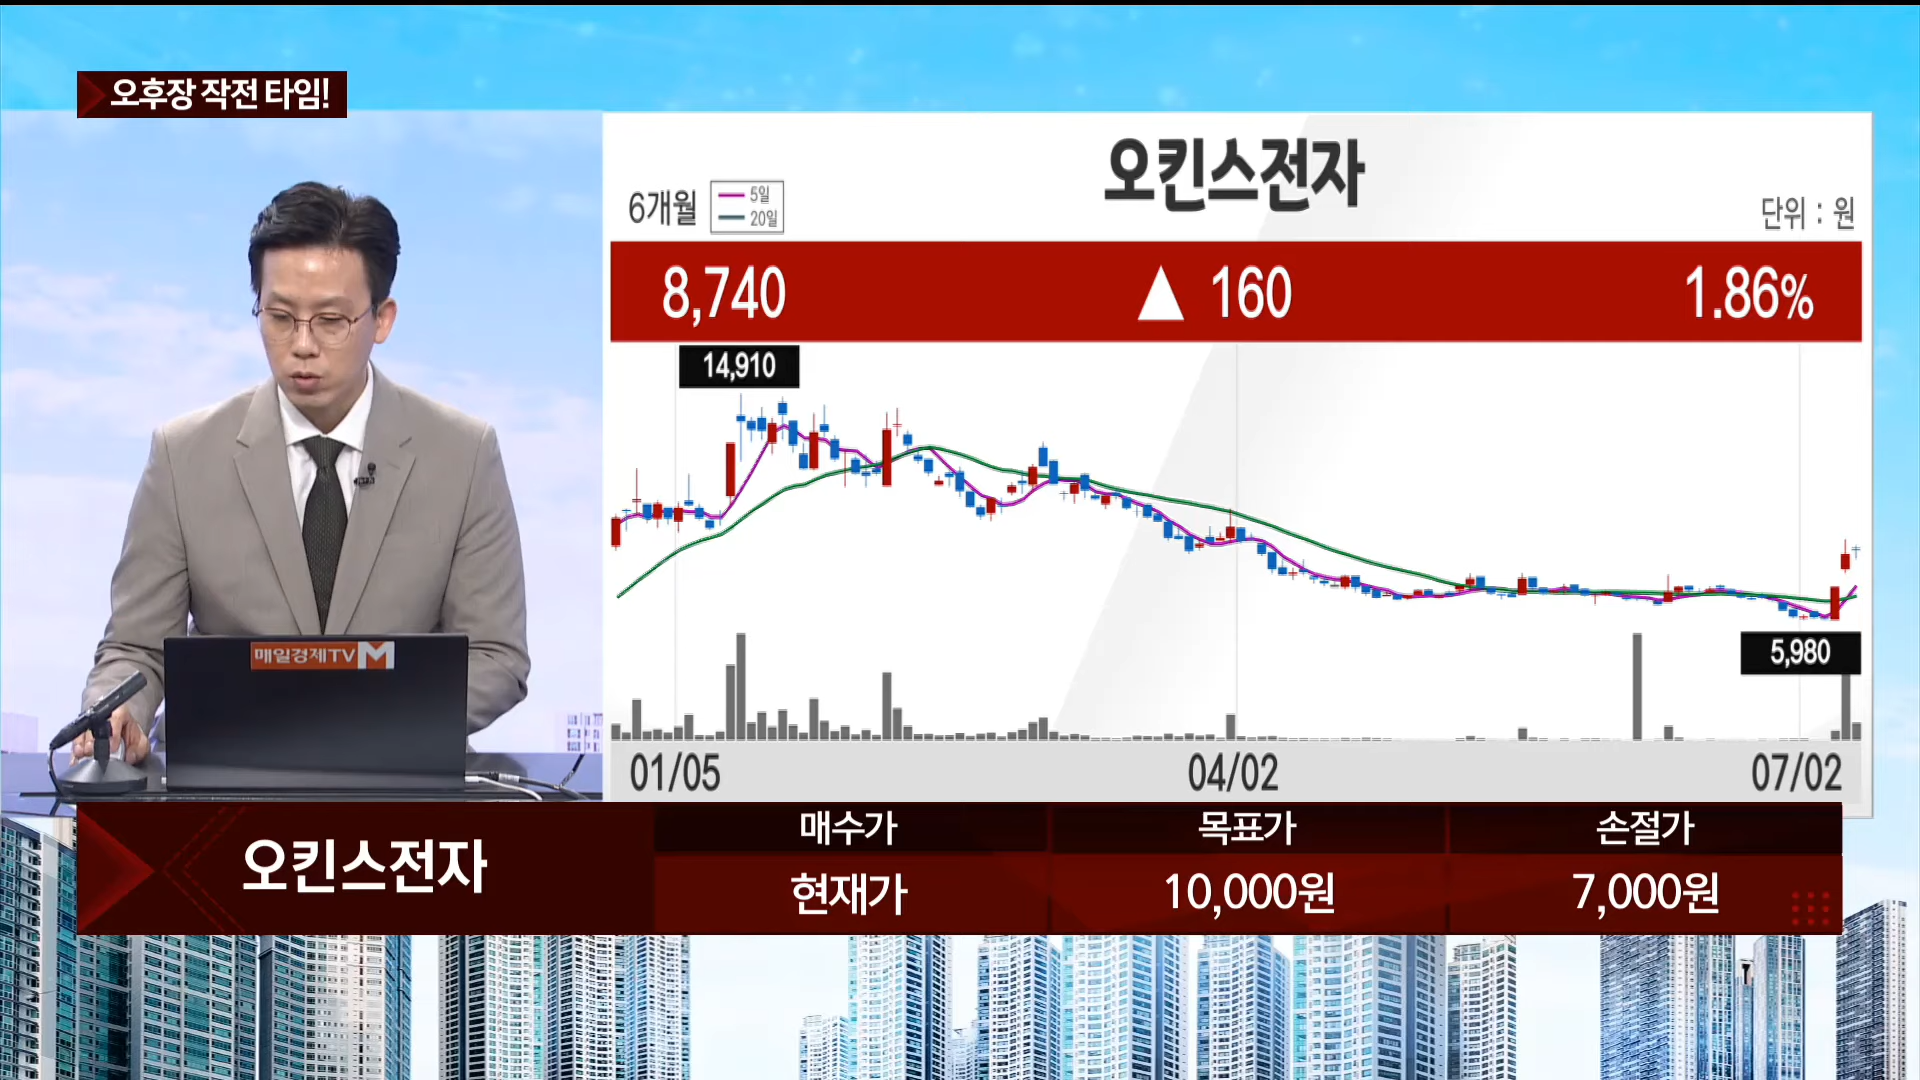 오후장 작전 타임!
오킨스전자
6개월
5일
20일
단위 : 원
8,740 ▲ 160 1.86%
14,910
5,980
01/05 04/02 07/02
매일경제TV M
오킨스전자
매수가 목표가 손절가
현재가 10,000원 7,000원